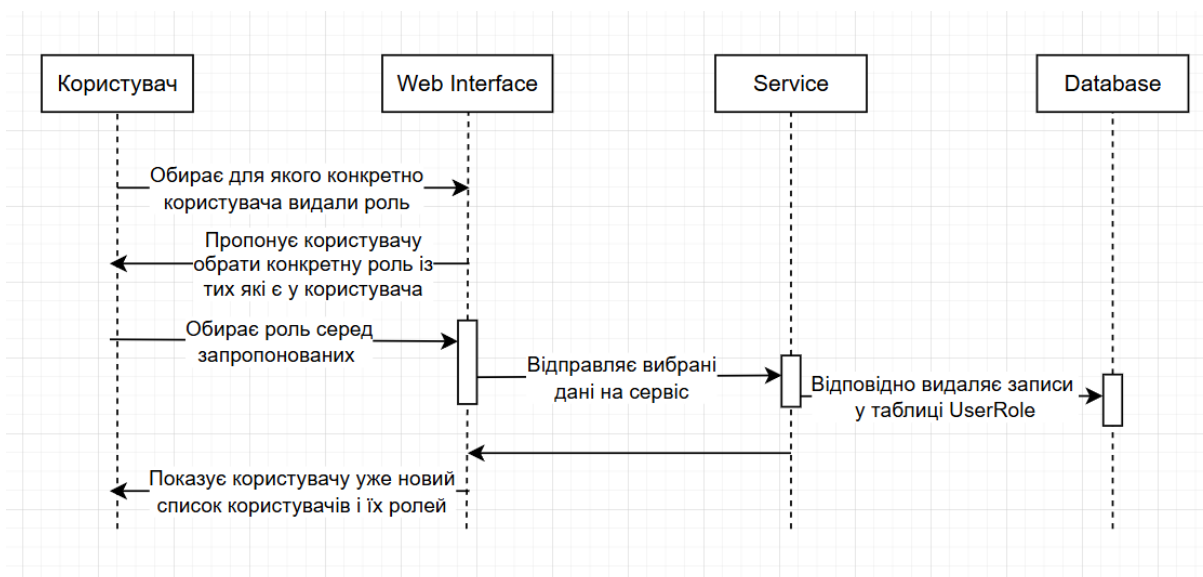 Користувач
Web Interface
Service
Database
Обирає для якого конкретно
користувача видали роль
Пропонує користувачу
обрати конкретну роль із
тих які є у користувача
Обирає роль серед
запропонованих
Відправляє вибрані
дані на сервіс
Відповідно видаляє записи
у таблиці UserRole
Показує користувачу уже новий
список користувачів і їх ролей